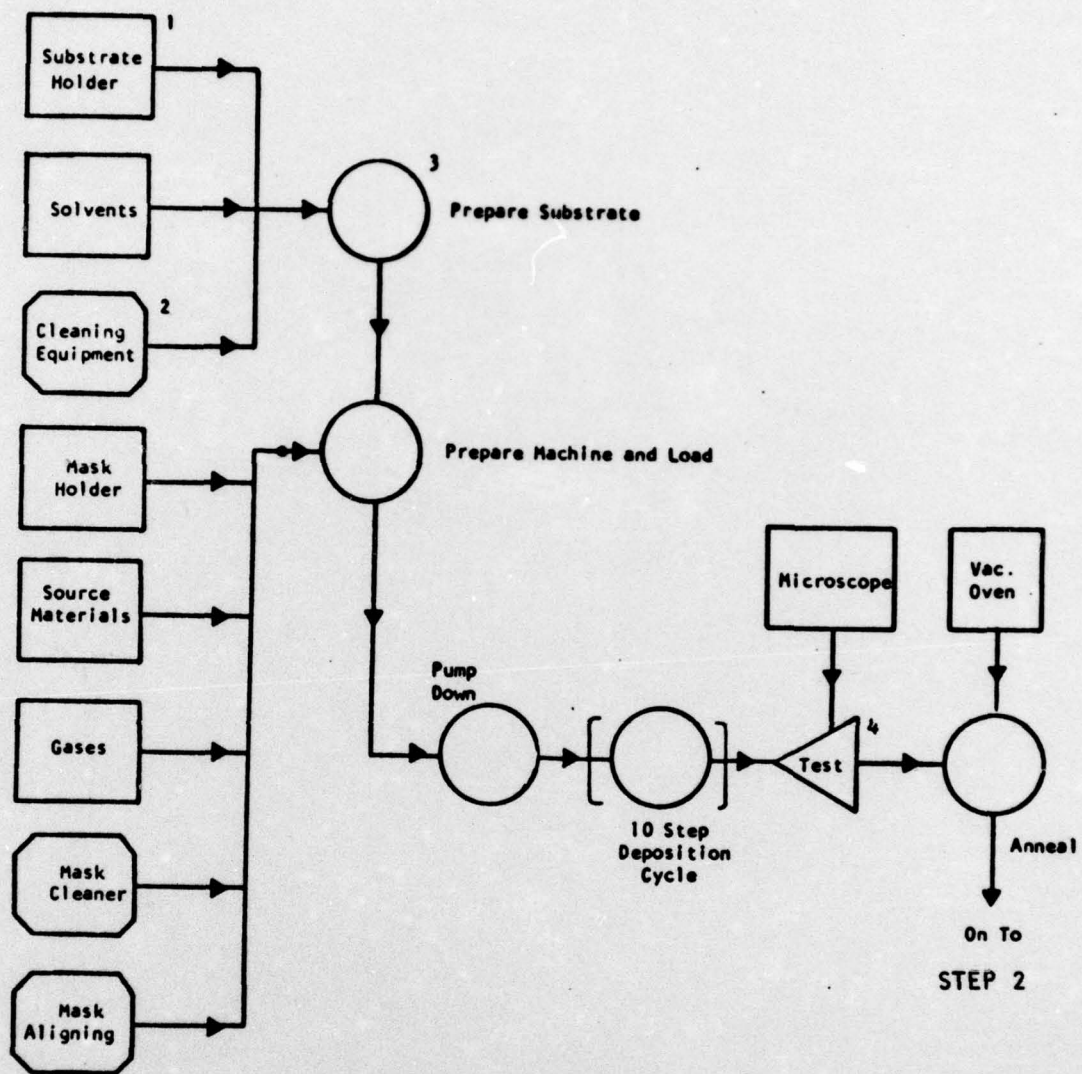 1
Substrate
Holder
Solvents
2
Cleaning
Equipment
3
Prepare Substrate
Mask
Holder
Prepare Machine and Load
Source
Materials
Gases
Mask
Cleaner
Mask
Aligning
Pump
Down
10 Step
Deposition
Cycle
Microscope
4
Test
Vac.
Oven
Anneal
On To
STEP 2